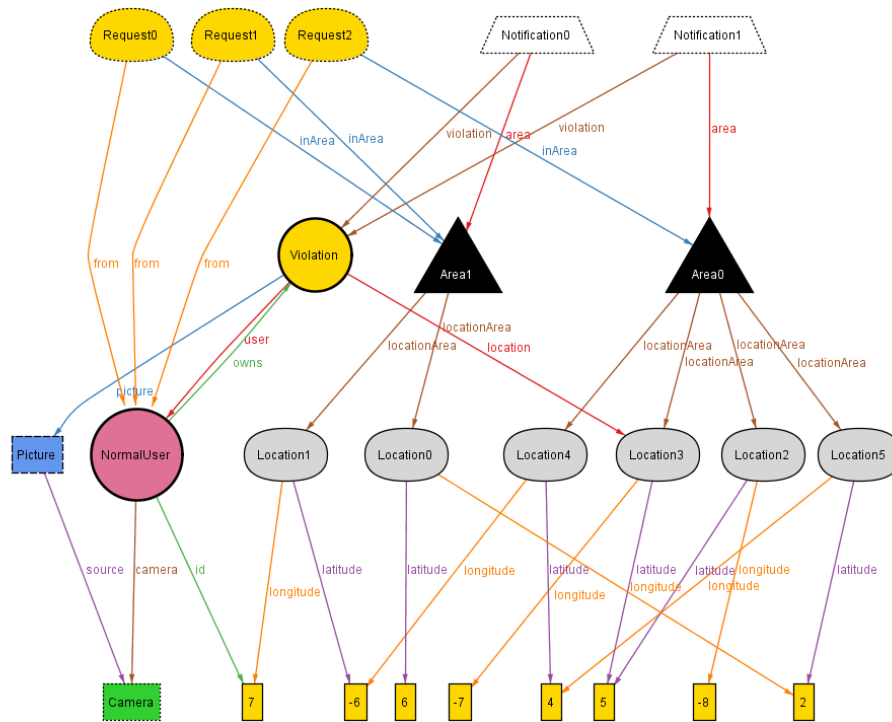 Request0
Request1
Request2
Notification0
Notification1
violation
area
violation
area
inArea
inArea
inArea
Violation
Area1
Area0
from
from
from
user
owns
picture
location
locationArea
locationArea
locationArea
locationArea
locationArea
locationArea
Picture
NormalUser
Location1
Location0
Location4
Location3
Location2
Location5
source
camera
id
longitude
latitude
latitude
longitude
latitude
longitude
latitude
longitude
latitude
longitude
longitude
latitude
Camera
7
-6
6
-7
4
5
-8
2